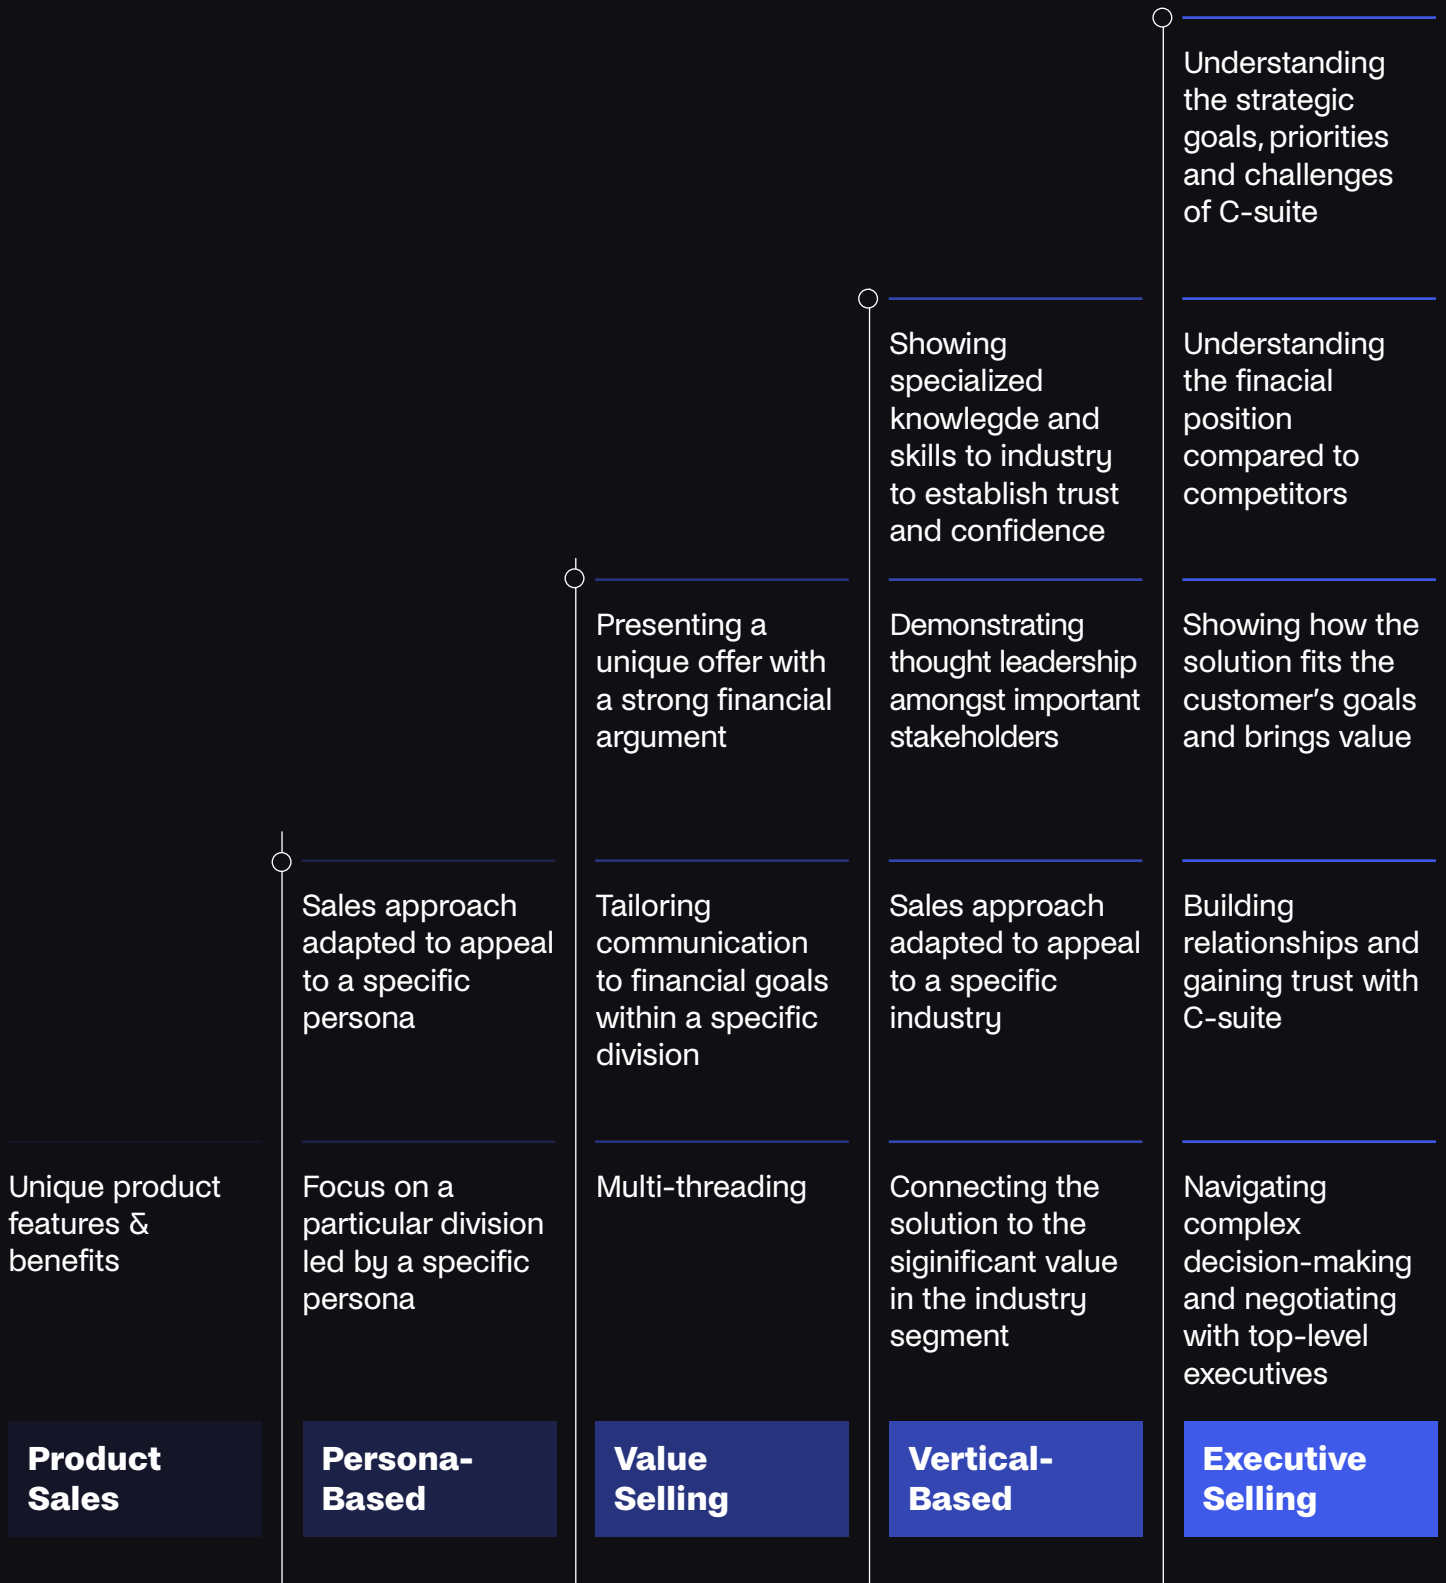 Understanding
the strategic
goals, priorities
and challenges
of C-suite
Showing
specialized
knowlegde and
skills to industry
to establish trust
and confidence
Understanding
the finacial
position
compared to
competitors
Presenting a
unique offer with
a strong financial
argument
Demonstrating
thought leadership
amongst important
stakeholders
Showing how the
solution fits the
customer’s goals
and brings value
Sales approach
adapted to appeal
to a specific
persona
Tailoring
communication
to financial goals
within a specific
division
Sales approach
adapted to appeal
to a specific
industry
Building
relationships and
gaining trust with
C-suite
Unique product
features &
benefits
Focus on a
particular division
led by a specific
persona
Multi-threading
Connecting the
solution to the
siginificant value
in the industry
segment
Navigating
complex
decision-making
and negotiating
with top-level
executives
Product
Sales
Persona-
Based
Value
Selling
Vertical-
Based
Executive
Selling